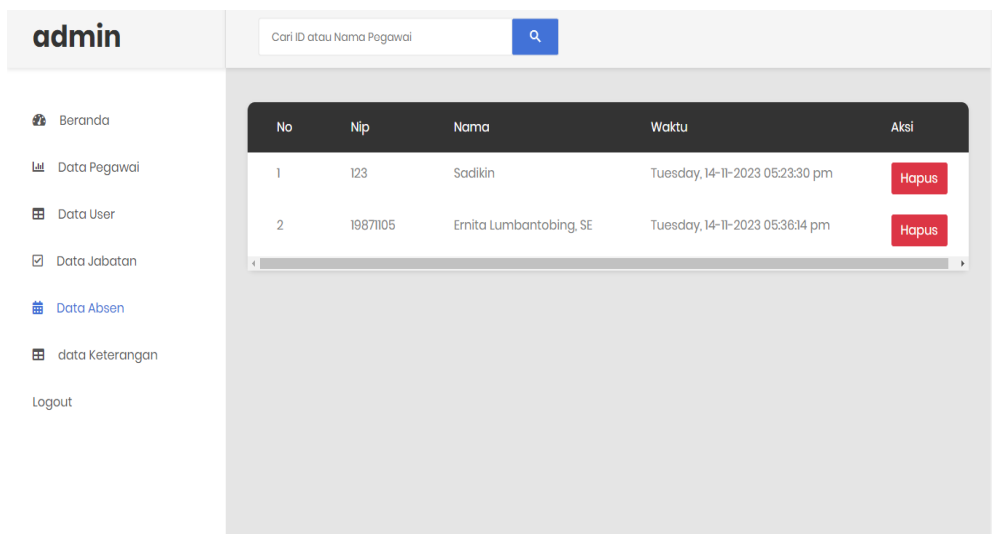 admin
Cari ID atau Nama Pegawai
Beranda
Data Pegawai
Data User
Data Jabatan
Data Absen
data Keterangan
Logout
No Nip Nama Waktu Aksi
1 123 Sadikin Tuesday, 14-11-2023 05:23:30 pm Hapus
2 19871105 Ernita Lumbantobing, SE Tuesday, 14-11-2023 05:36:14 pm Hapus